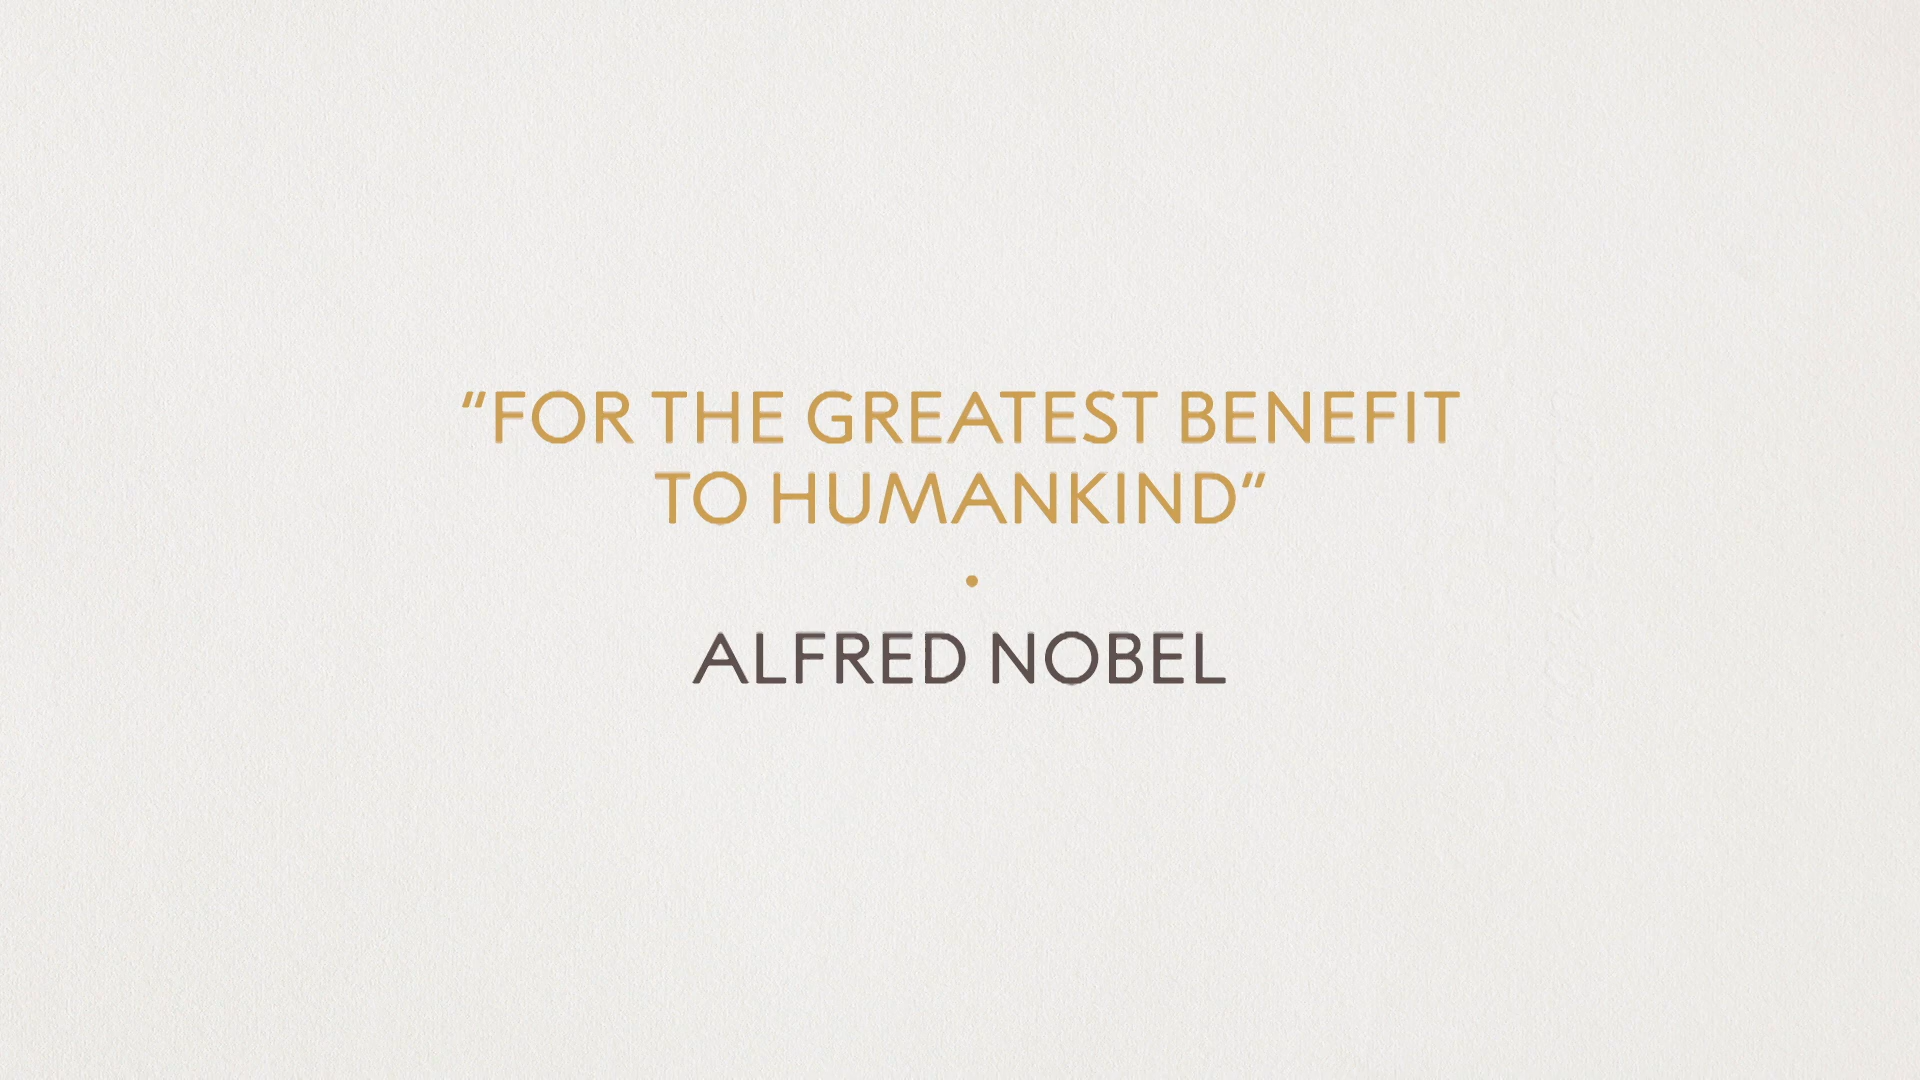 "FOR THE GREATEST BENEFIT
TO HUMANKIND"
•
ALFRED NOBEL